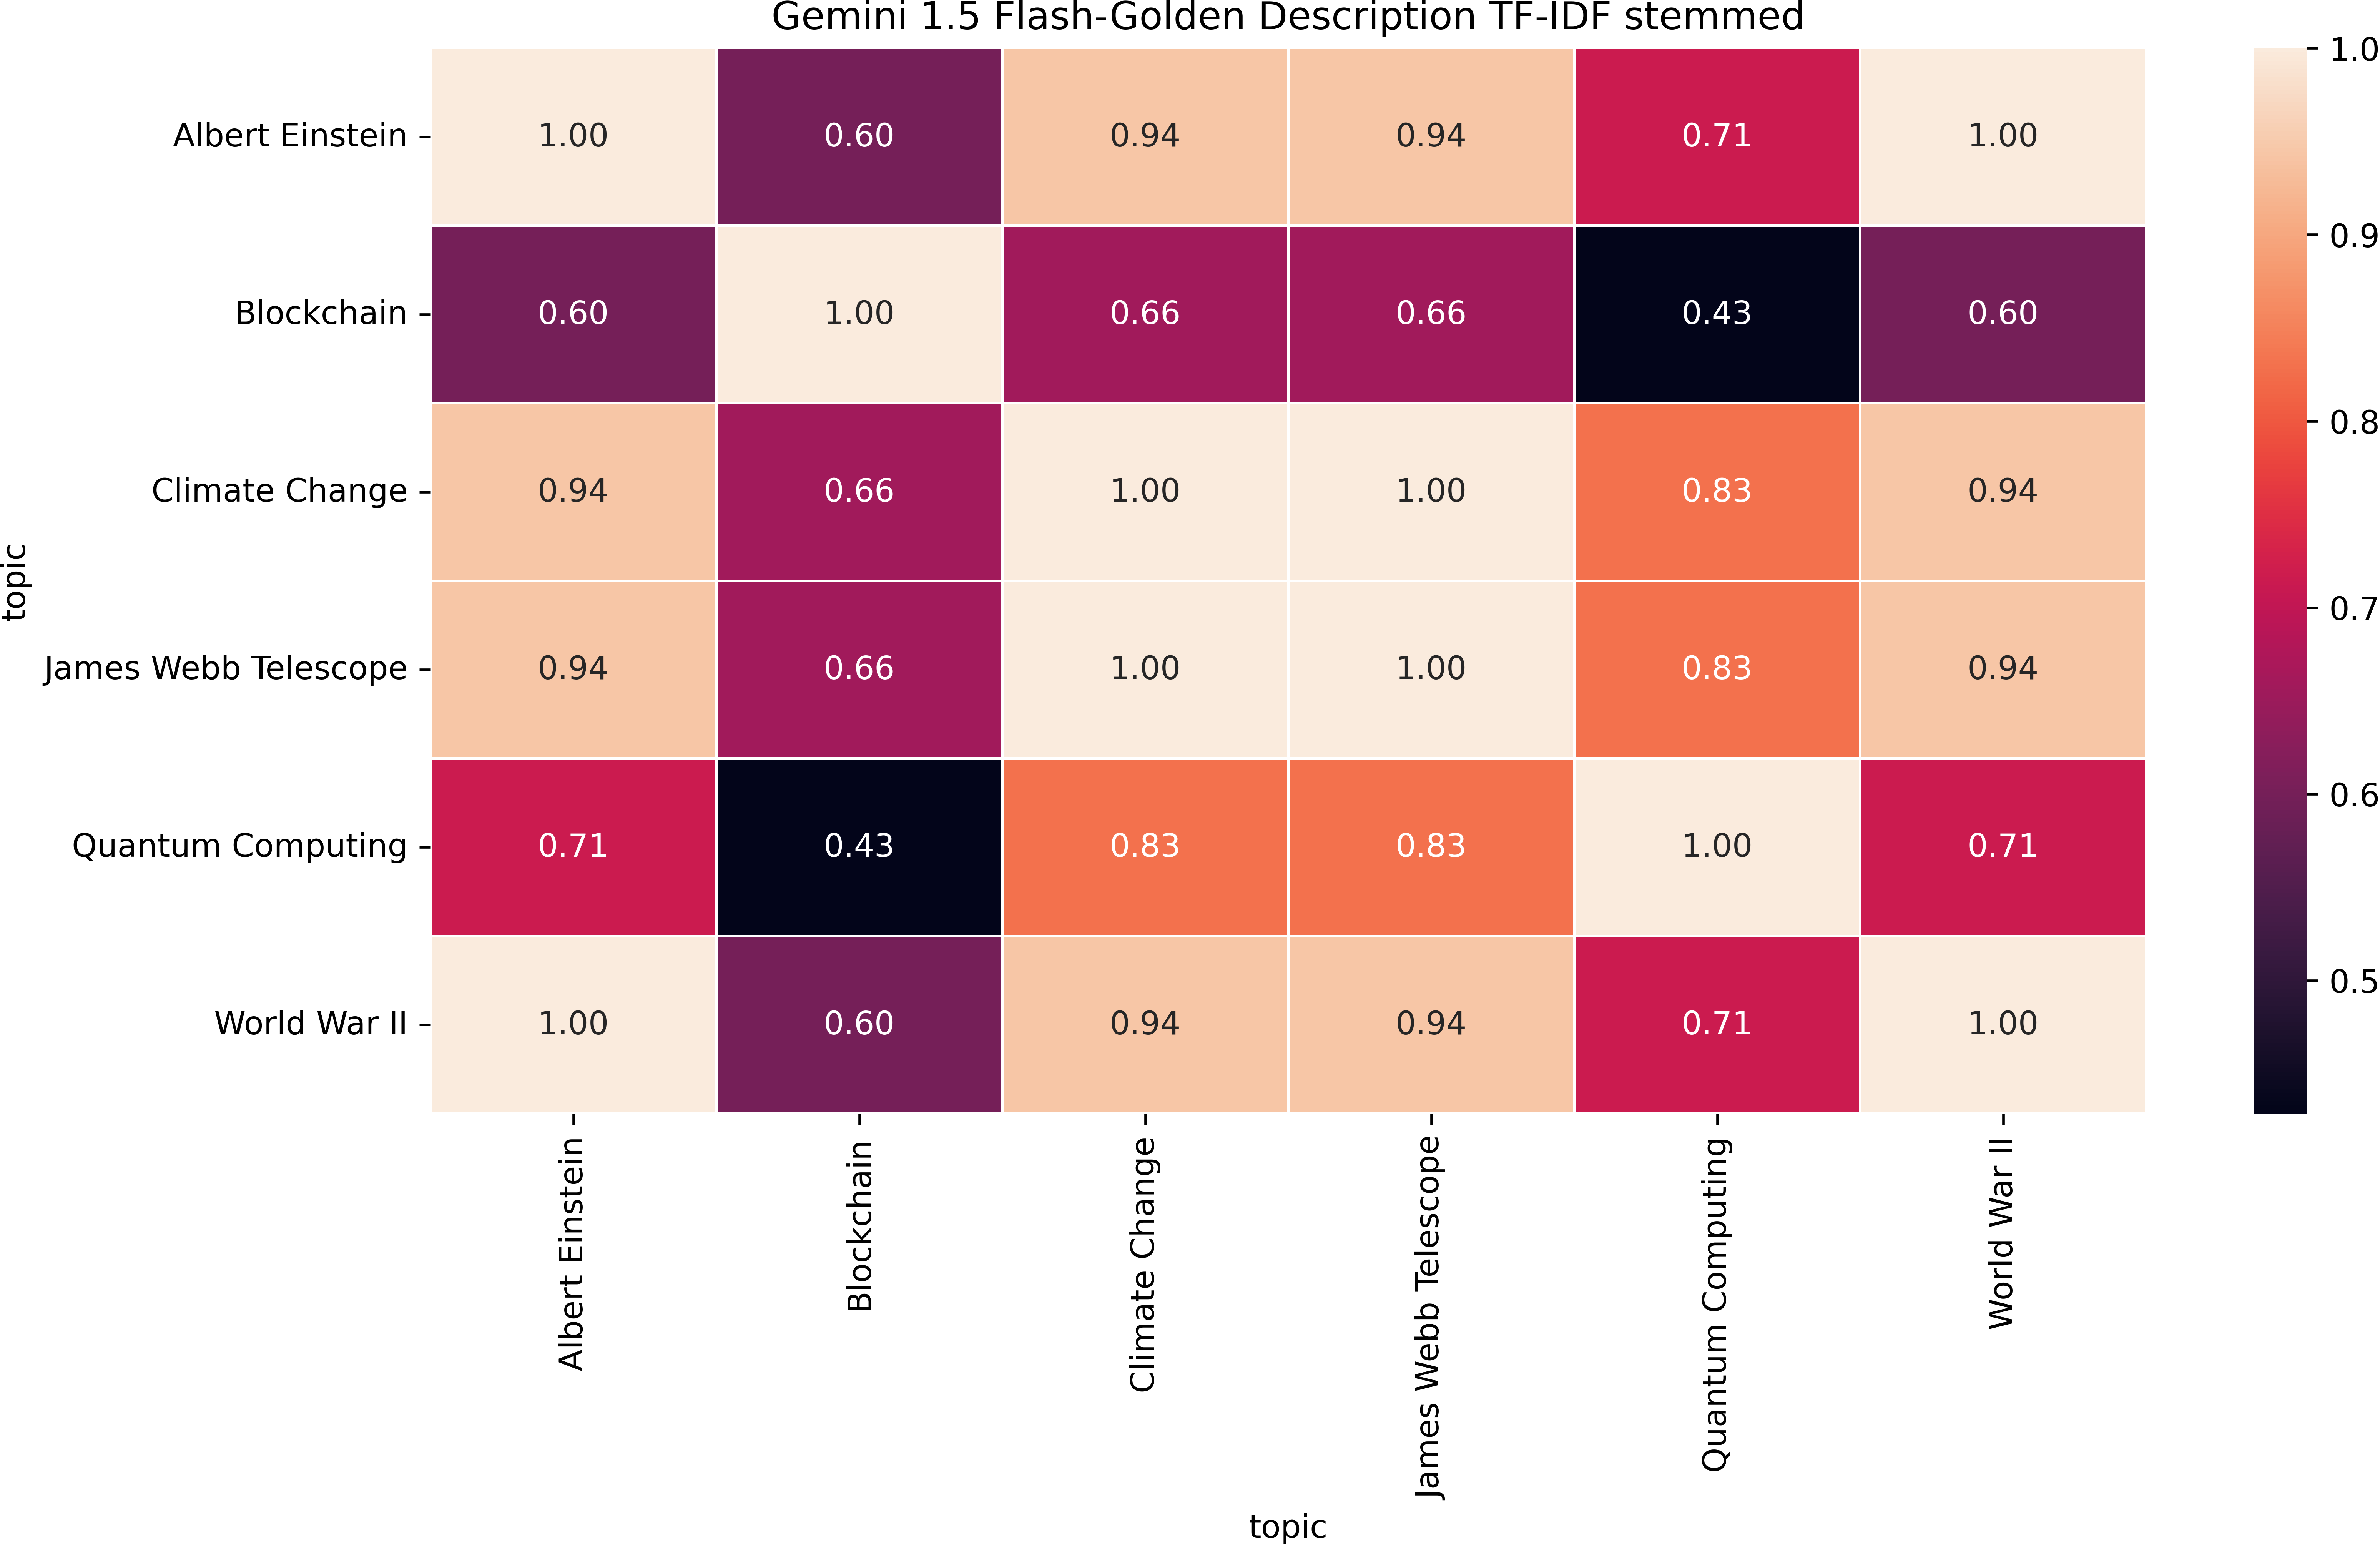 Gemini 1.5 Flash-Golden Description TF-IDF stemmed
Albert Einstein 1.00 0.60 0.94 0.94 0.71 1.00
Blockchain 0.60 1.00 0.66 0.66 0.43 0.60
Climate Change 0.94 0.66 1.00 1.00 0.83 0.94
James Webb Telescope 0.94 0.66 1.00 1.00 0.83 0.94
Quantum Computing 0.71 0.43 0.83 0.83 1.00 0.71
World War II 1.00 0.60 0.94 0.94 0.71 1.00
topic
Albert Einstein
Blockchain
Climate Change
James Webb Telescope
Quantum Computing
World War II
topic
1.0
0.9
0.8
0.7
0.6
0.5